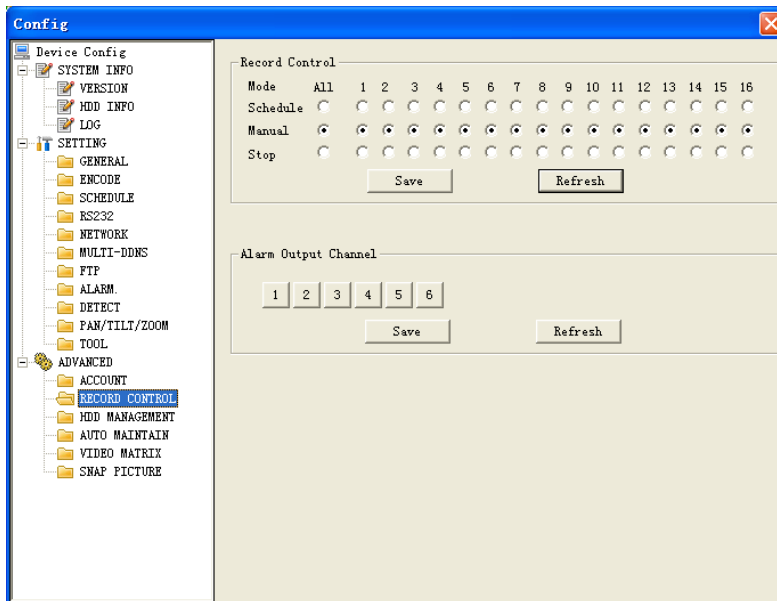 Config
Device Config
SYSTEM INFO
VERSION
HDD INFO
LOG
SETTING
GENERAL
ENCODE
SCHEDULE
RS232
NETWORK
MULTI-DDNS
FTP
ALARM.
DETECT
PAN/TILT/ZOOM
TOOL
ADVANCED
ACCOUNT
RECORD CONTROL
HDD MANAGEMENT
AUTO MAINTAIN
VIDEO MATRIX
SNAP PICTURE
Record Control
Mode All 1 2 3 4 5 6 7 8 9 10 11 12 13 14 15 16
Schedule
Manual
Stop
Save Refresh
Alarm Output Channel
1 2 3 4 5 6
Save Refresh